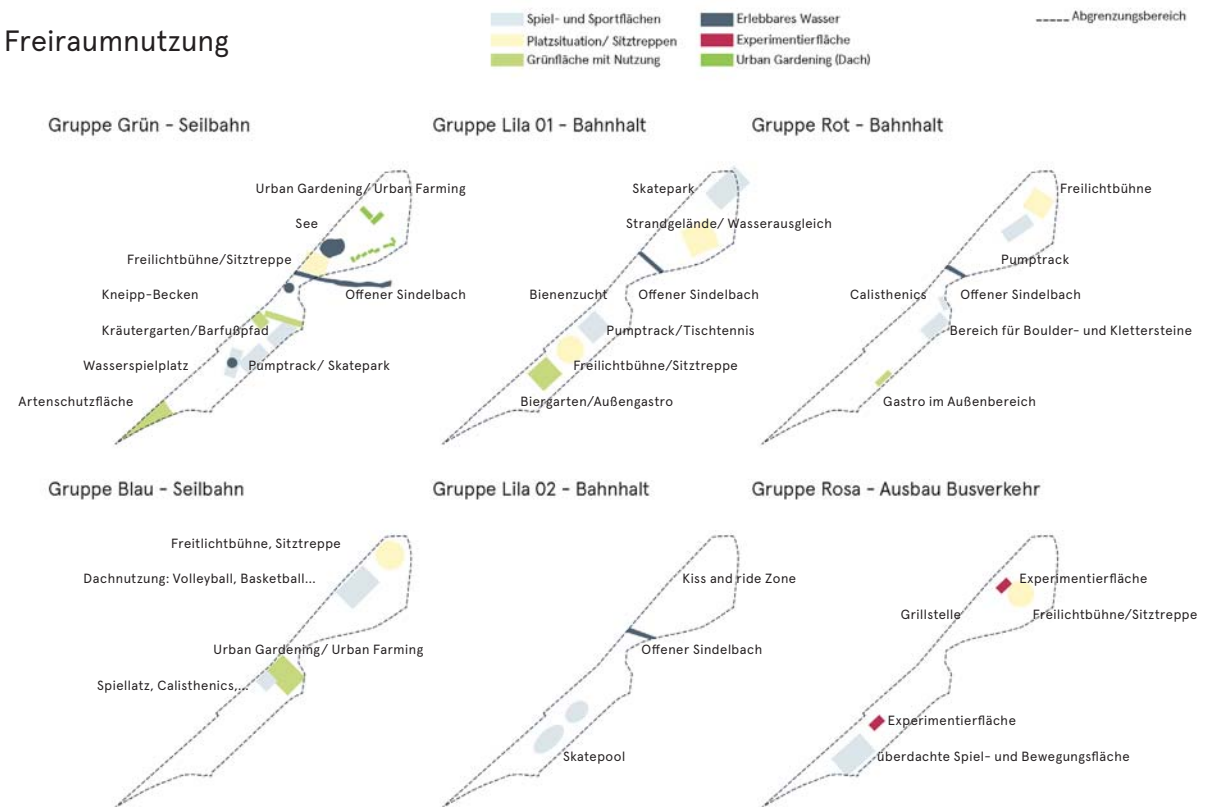 Freiraumnutzung
Spiel- und Sportflächen
Platzsituation/ Sitztreppen
Grünfläche mit Nutzung
Erlebbares Wasser
Experimentierfläche
Urban Gardening (Dach)
Abgrenzungsbereich
Gruppe Grün - Seilbahn
Urban Gardening/ Urban Farming
See
Freilichtbühne/Sitztreppe
Kneipp-Becken
Offener Sindelbach
Kräutergarten/Barfußpfad
Wasserspielplatz
Pumptrack/ Skatepark
Artenschutzfläche
Gruppe Lila 01 - Bahnhalt
Skatepark
Strandgelände/ Wasserausgleich
Bienenzucht
Offener Sindelbach
Pumptrack/Tischtennis
Freilichtbühne/Sitztreppe
Biergarten/Außengastro
Gruppe Rot - Bahnhalt
Freilichtbühne
Pumptrack
Calisthenics
Offener Sindelbach
Bereich für Boulder- und Klettersteine
Gastro im Außenbereich
Gruppe Blau - Seilbahn
Freitlichtbühne, Sitztreppe
Dachnutzung: Volleyball, Basketball...
Urban Gardening/ Urban Farming
Spiellatz, Calisthenics,...
Gruppe Lila 02 - Bahnhalt
Kiss and ride Zone
Offener Sindelbach
Skatepool
Gruppe Rosa - Ausbau Busverkehr
Experimentierfläche
Grillstelle
Freilichtbühne/Sitztreppe
Experimentierfläche
überdachte Spiel- und Bewegungsfläche